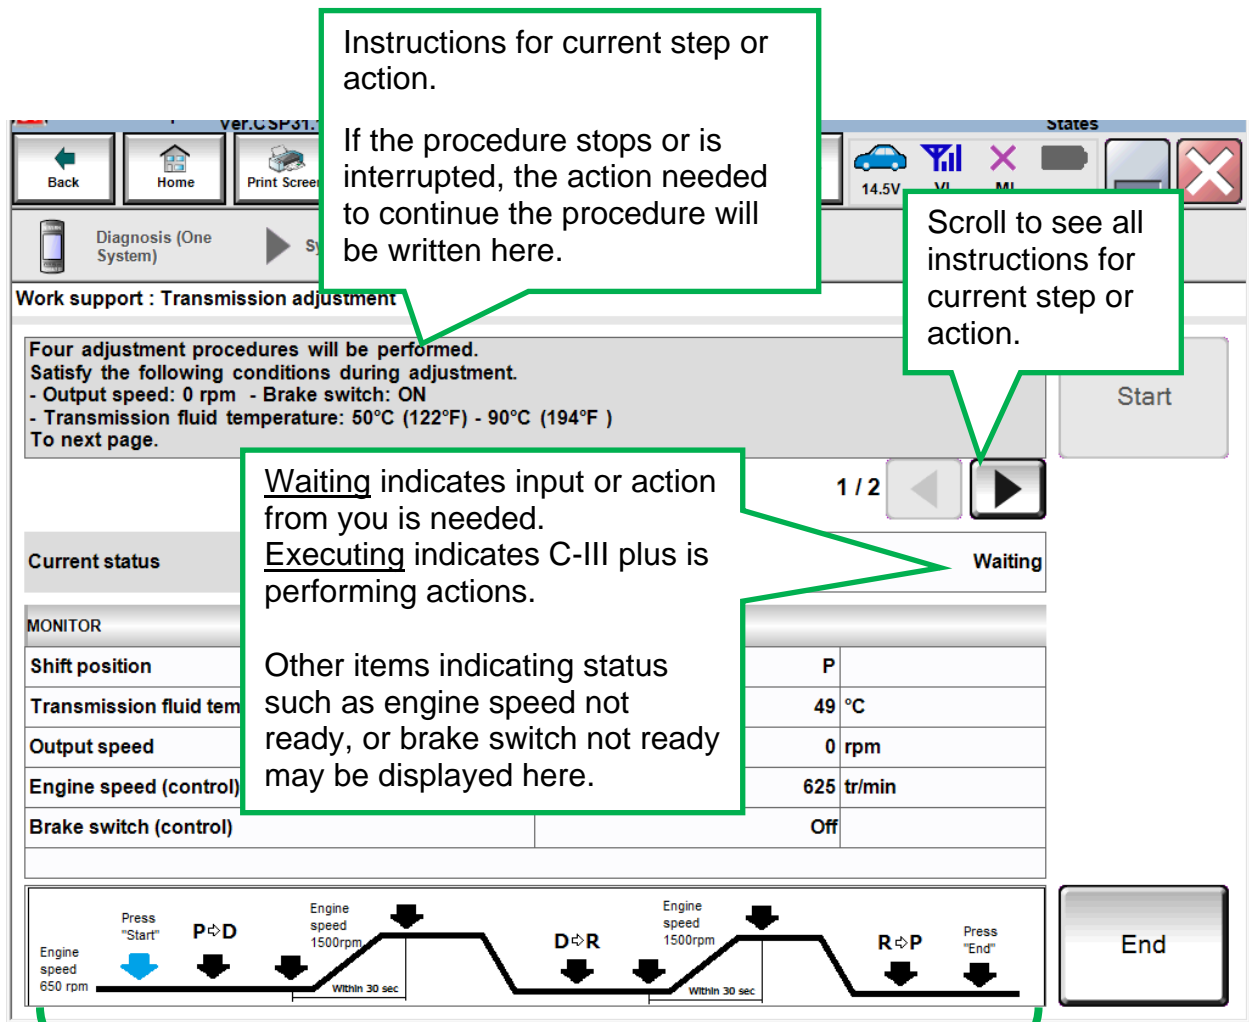 Instructions for current step or
action.
If the procedure stops or is
interrupted, the action needed
to continue the procedure will
be written here.
Ver.CSP31.
States
Back
Home
Print Screen
14.5V
VI
MI
Scroll to see all
instructions for
current step or
action.
Diagnosis (One
System)
Work support : Transmission adjustment
Four adjustment procedures will be performed.
Satisfy the following conditions during adjustment.
- Output speed: 0 rpm - Brake switch: ON
- Transmission fluid temperature: 50°C (122°F) - 90°C (194°F )
To next page.
Start
1 / 2
Waiting indicates input or action
from you is needed.
Executing indicates C-III plus is
performing actions.
Other items indicating status
such as engine speed not
ready, or brake switch not ready
may be displayed here.
Current status
Waiting
MONITOR
Shift position P
Transmission fluid tem 49 °C
Output speed 0 rpm
Engine speed (control) 625 tr/min
Brake switch (control) Off
Engine
speed
650 rpm
Press
"Start"
P⇨D
Engine
speed
1500rpm
Within 30 sec
D⇨R
Engine
speed
1500rpm
Within 30 sec
R⇨P
Press
"End"
End